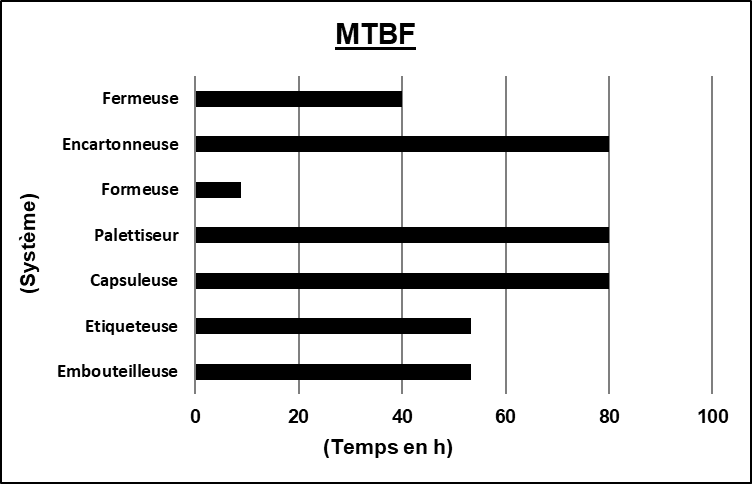 MTBF
Fermeuse
Encartonneuse
Formeuse
Palettiseur
Capsuleuse
Etiqueteuse
Embouteilleuse
(Système)
0 20 40 60 80 100
(Temps en h)